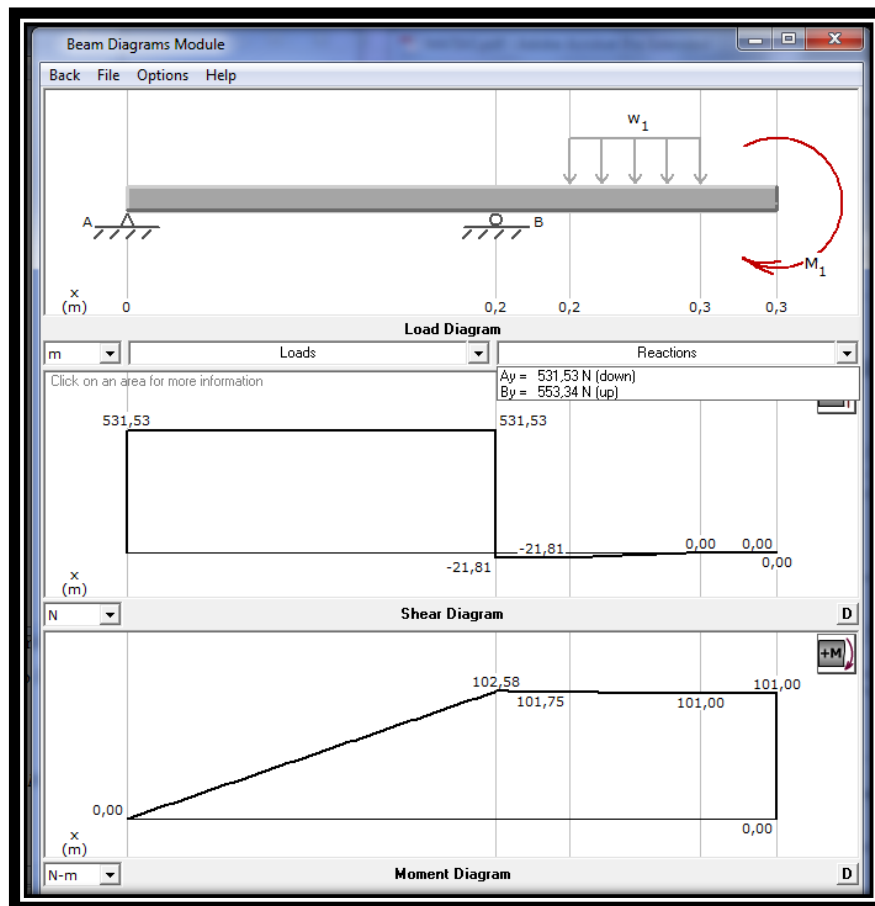 Beam Diagrams Module
Back File Options Help
w1
A
B
M1
x
(m) 0 0,2 0,2 0,3 0,3
Load Diagram
m Loads Reactions
Click on an area for more information
Ay = 531,53 N (down)
By = 553,34 N (up)
531,53 531,53
-21,81 -21,81 0,00 0,00 0,00
x
(m)
N Shear Diagram D
+M
102,58 101,75 101,00 101,00
0,00 0,00
x
(m)
N-m Moment Diagram D